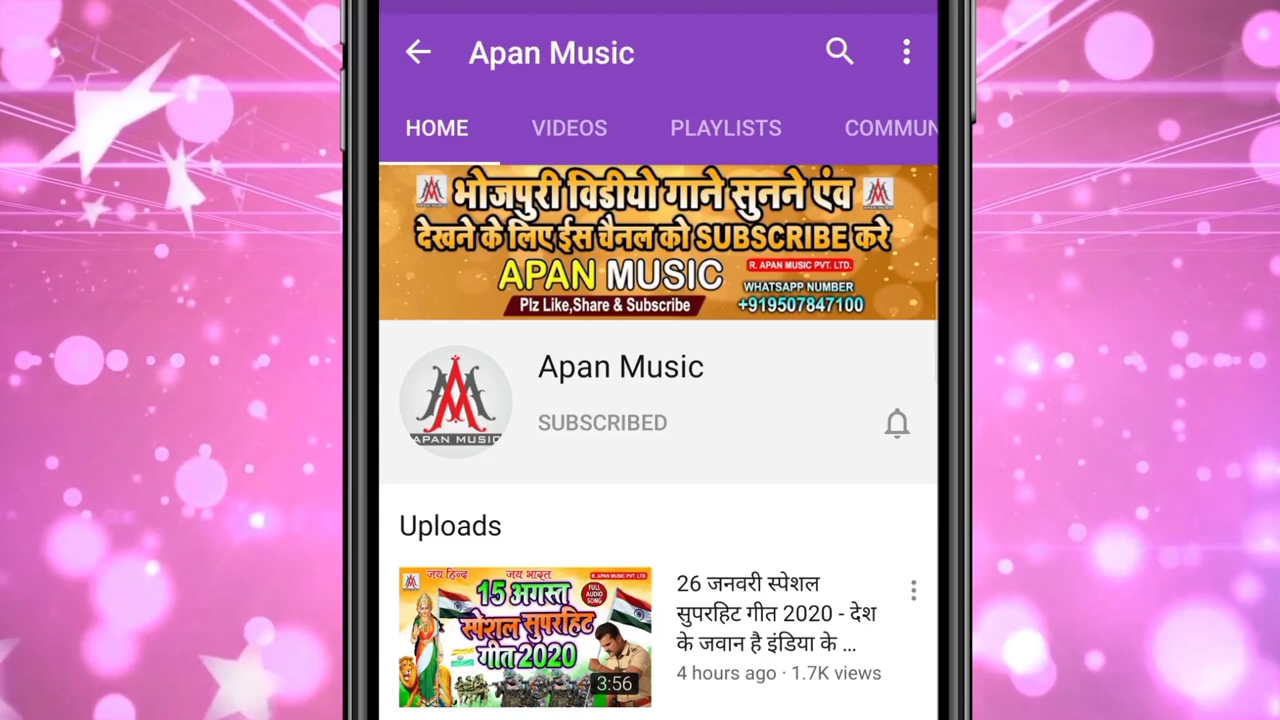 Apan Music
HOME VIDEOS PLAYLISTS COMMUN
भोजपुरी विडीयो गाने सुनने एंव
देखने के लिए ईस चैनल को SUBSCRIBE करे
APAN MUSIC
R. APAN MUSIC PVT. LTD.
WHATSAPP NUMBER
Plz Like,Share & Subscribe
+919507847100
Apan Music
SUBSCRIBED
APAN MUSIC
Uploads
जय हिन्द जय भारत
R. APAN MUSIC PVT. LTD
15 अगस्त
FULL
AUDIO
SONG
स्पेशल सुपरहिट
गीत 2020
3:56
26 जनवरी स्पेशल
सुपरहिट गीत 2020 - देश
के जवान है इंडिया के ...
4 hours ago · 1.7K views